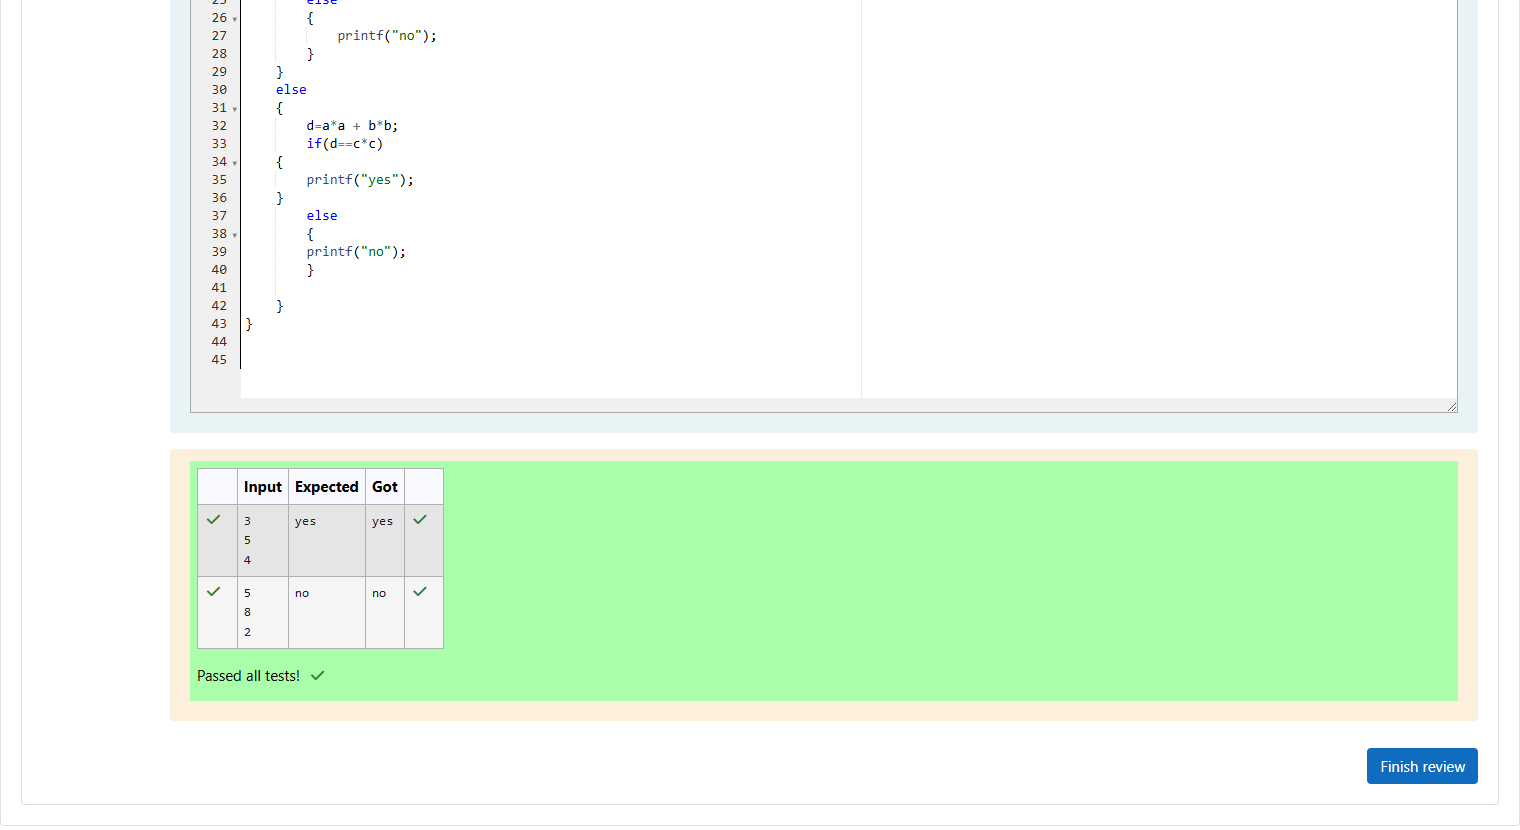 25 else
26 {
27 printf("no");
28 }
29 }
30 else
31 {
32 d=a*a + b*b;
33 if(d==c*c)
34 {
35 printf("yes");
36 }
37 else
38 {
39 printf("no");
40 }
41
42 }
43 }
44
45
Input Expected Got
3 yes yes
5
4
5 no no
8
2
Passed all tests!
Finish review